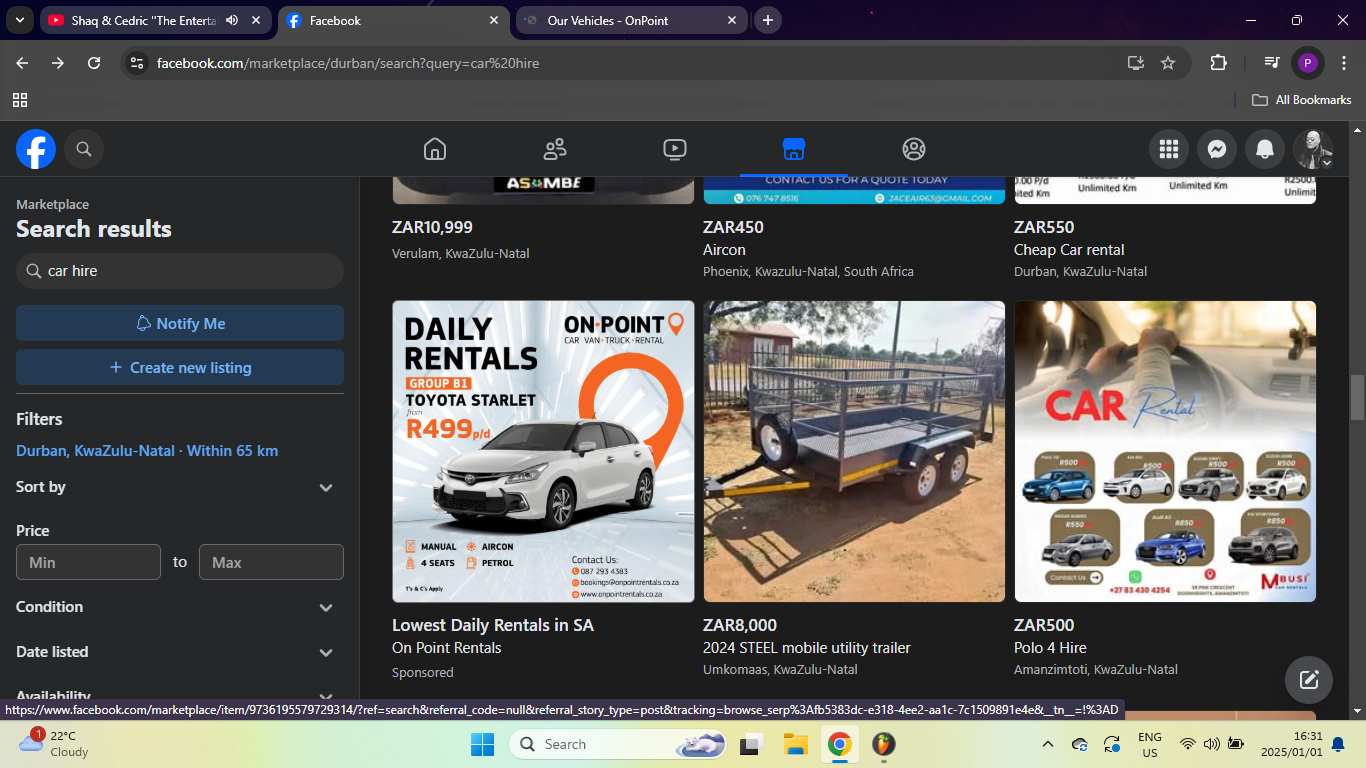 Shaq & Cedric "The Enterta
Facebook
Our Vehicles - OnPoint
facebook.com/marketplace/durban/search?query=car%20hire
P
All Bookmarks
Marketplace
Search results
car hire
Notify Me
+ Create new listing
Filters
Durban, KwaZulu-Natal · Within 65 km
Sort by
Price
Min
to
Max
Condition
Date listed
Availability
CONTACT US FOR A QUOTE TODAY
076 747 8516
JACEAIR63@GMAIL.COM
Unlimited Km
Unlimited Km
R2500.
Unlimit
ZAR10,999
Verulam, KwaZulu-Natal
ZAR450
Aircon
Phoenix, Kwazulu-Natal, South Africa
ZAR550
Cheap Car rental
Durban, KwaZulu-Natal
DAILY
RENTALS
ON·POINT
CAR · VAN · TRUCK · RENTAL
GROUP B1
TOYOTA STARLET
from
R499p/d
MANUAL
AIRCON
4 SEATS
PETROL
Contact Us:
087 293 4383
bookings@onpointrentals.co.za
www.onpointrentals.co.za
T's & C's Apply
Lowest Daily Rentals in SA
On Point Rentals
Sponsored
ZAR8,000
2024 STEEL mobile utility trailer
Umkomaas, KwaZulu-Natal
CAR Rental
R500
R500
R500
R500
R550
Audi A3
R850
R850
Contact Us
+27 83 430 4254
MBUSI
CAR RENTALS
ZAR500
Polo 4 Hire
Amanzimtoti, KwaZulu-Natal
https://www.facebook.com/marketplace/item/9736195579729314/?ref=search&referral_code=null&referral_story_type=post&tracking=browse_serp%3Afb5383dc-e318-4ee2-aa1c-7c1509891e4e&__tn__=!%3AD
1
22°C
Cloudy
Search
ENG
US
16:31
2025/01/01